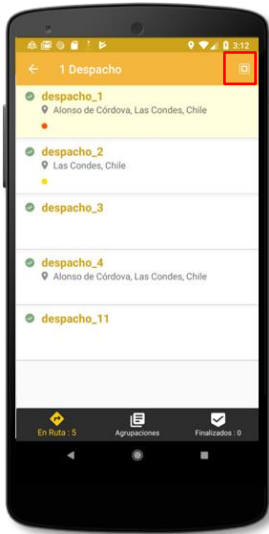 3:12
1 Despacho
despacho_1
Alonso de Córdova, Las Condes, Chile
despacho_2
Las Condes, Chile
despacho_3
despacho_4
Alonso de Córdova, Las Condes, Chile
despacho_11
En Ruta : 5
Agrupaciones
Finalizados : 0